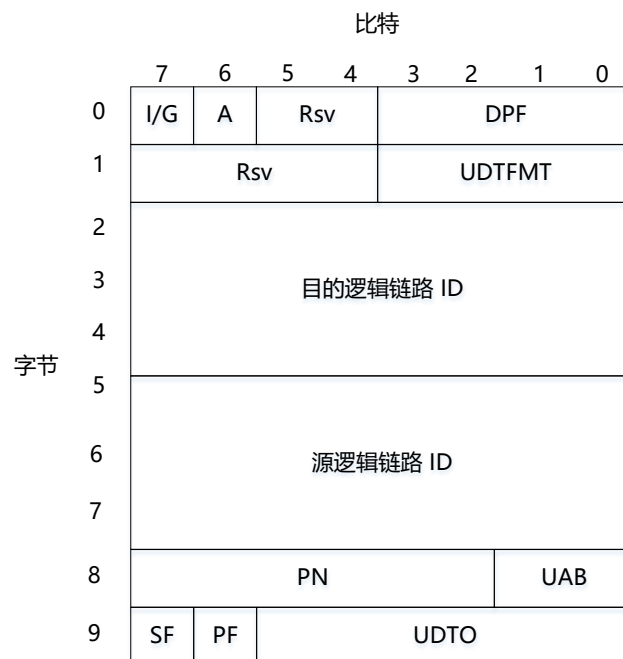 比特
7 6 5 4 3 2 1 0
0 I/G A Rsv DPF
1 Rsv UDTFMT
2
3 目的逻辑链路 ID
4
字节
5
6 源逻辑链路 ID
7
8 PN UAB
9 SF PF UDTO